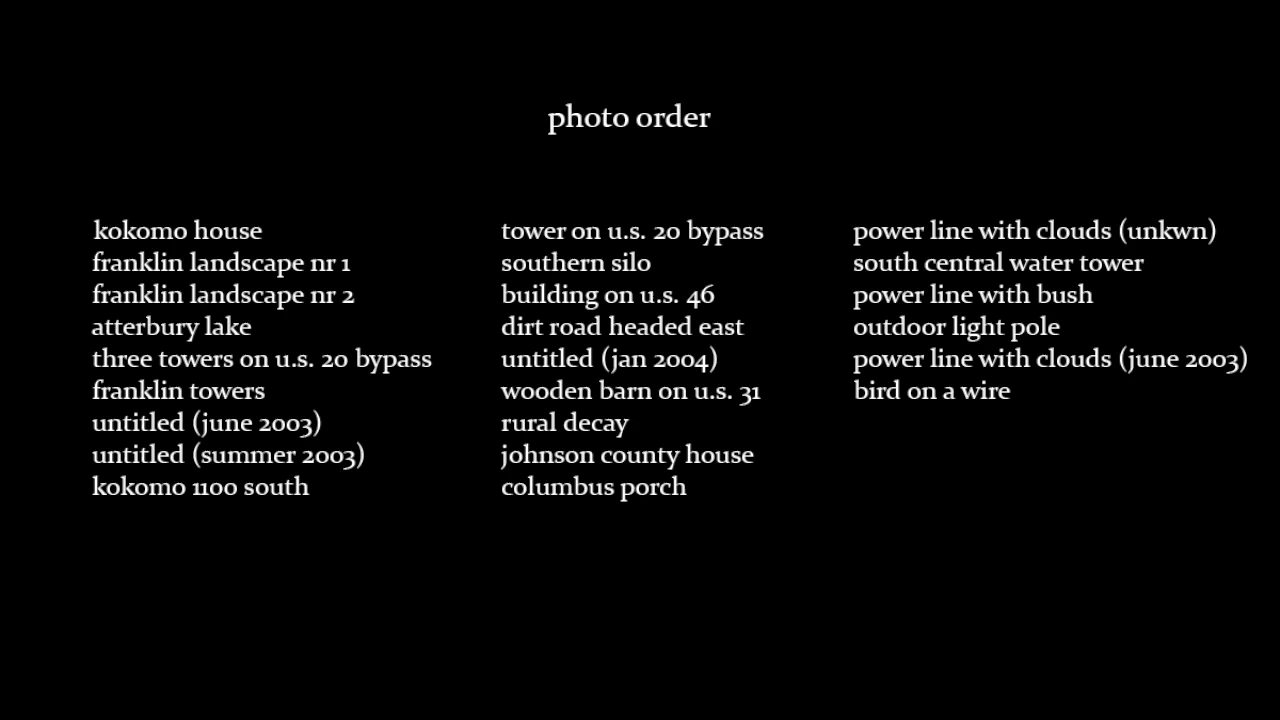 photo order
kokomo house
franklin landscape nr 1
franklin landscape nr 2
atterbury lake
three towers on u.s. 20 bypass
franklin towers
untitled (june 2003)
untitled (summer 2003)
kokomo 1100 south
tower on u.s. 20 bypass
southern silo
building on u.s. 46
dirt road headed east
untitled (jan 2004)
wooden barn on u.s. 31
rural decay
johnson county house
columbus porch
power line with clouds (unkwn)
south central water tower
power line with bush
outdoor light pole
power line with clouds (june 2003)
bird on a wire